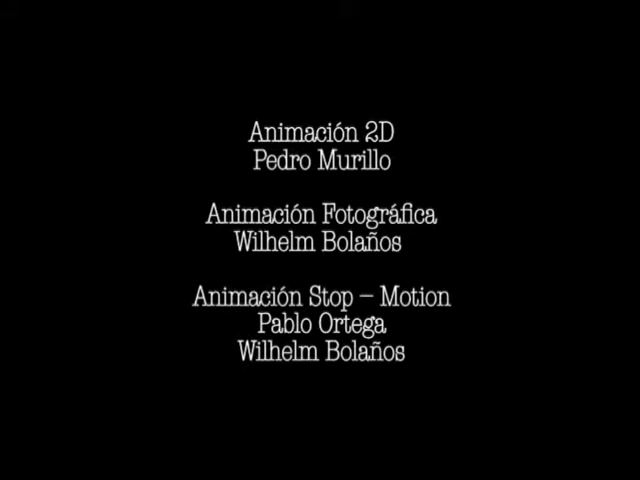 Animación 2D
Pedro Murillo
Animación Fotográfica
Wilhelm Bolaños
Animación Stop – Motion
Pablo Ortega
Wilhelm Bolaños